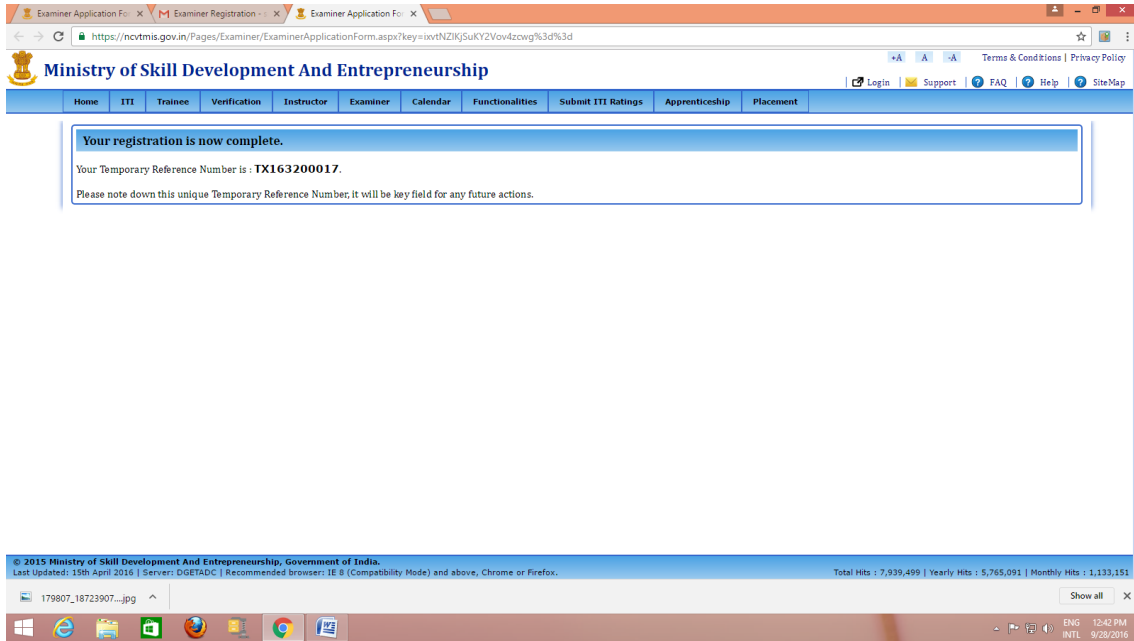 Examiner Application For
Examiner Registration - s
Examiner Application For
https://ncvtmis.gov.in/Pages/Examiner/ExaminerApplicationForm.aspx?key=ixvtNZIKjSuKY2Vov4zcwg%3d%3d
+A A -A Terms & Conditions | Privacy Policy
Ministry of Skill Development And Entrepreneurship
| Login | Support | FAQ | Help | SiteMap
Home ITI Trainee Verification Instructor Examiner Calendar Functionalities Submit ITI Ratings Apprenticeship Placement
Your registration is now complete.
Your Temporary Reference Number is : TX163200017.
Please note down this unique Temporary Reference Number, it will be key field for any future actions.
© 2015 Ministry of Skill Development And Entrepreneurship, Government of India.
Last Updated: 15th April 2016 | Server: DGETADC | Recommended browser: IE 8 (Compatibility Mode) and above, Chrome or Firefox.
Total Hits : 7,939,499 | Yearly Hits : 5,765,091 | Monthly Hits : 1,133,151
179807_18723907....jpg
Show all
ENG 12:42 PM
INTL 9/28/2016